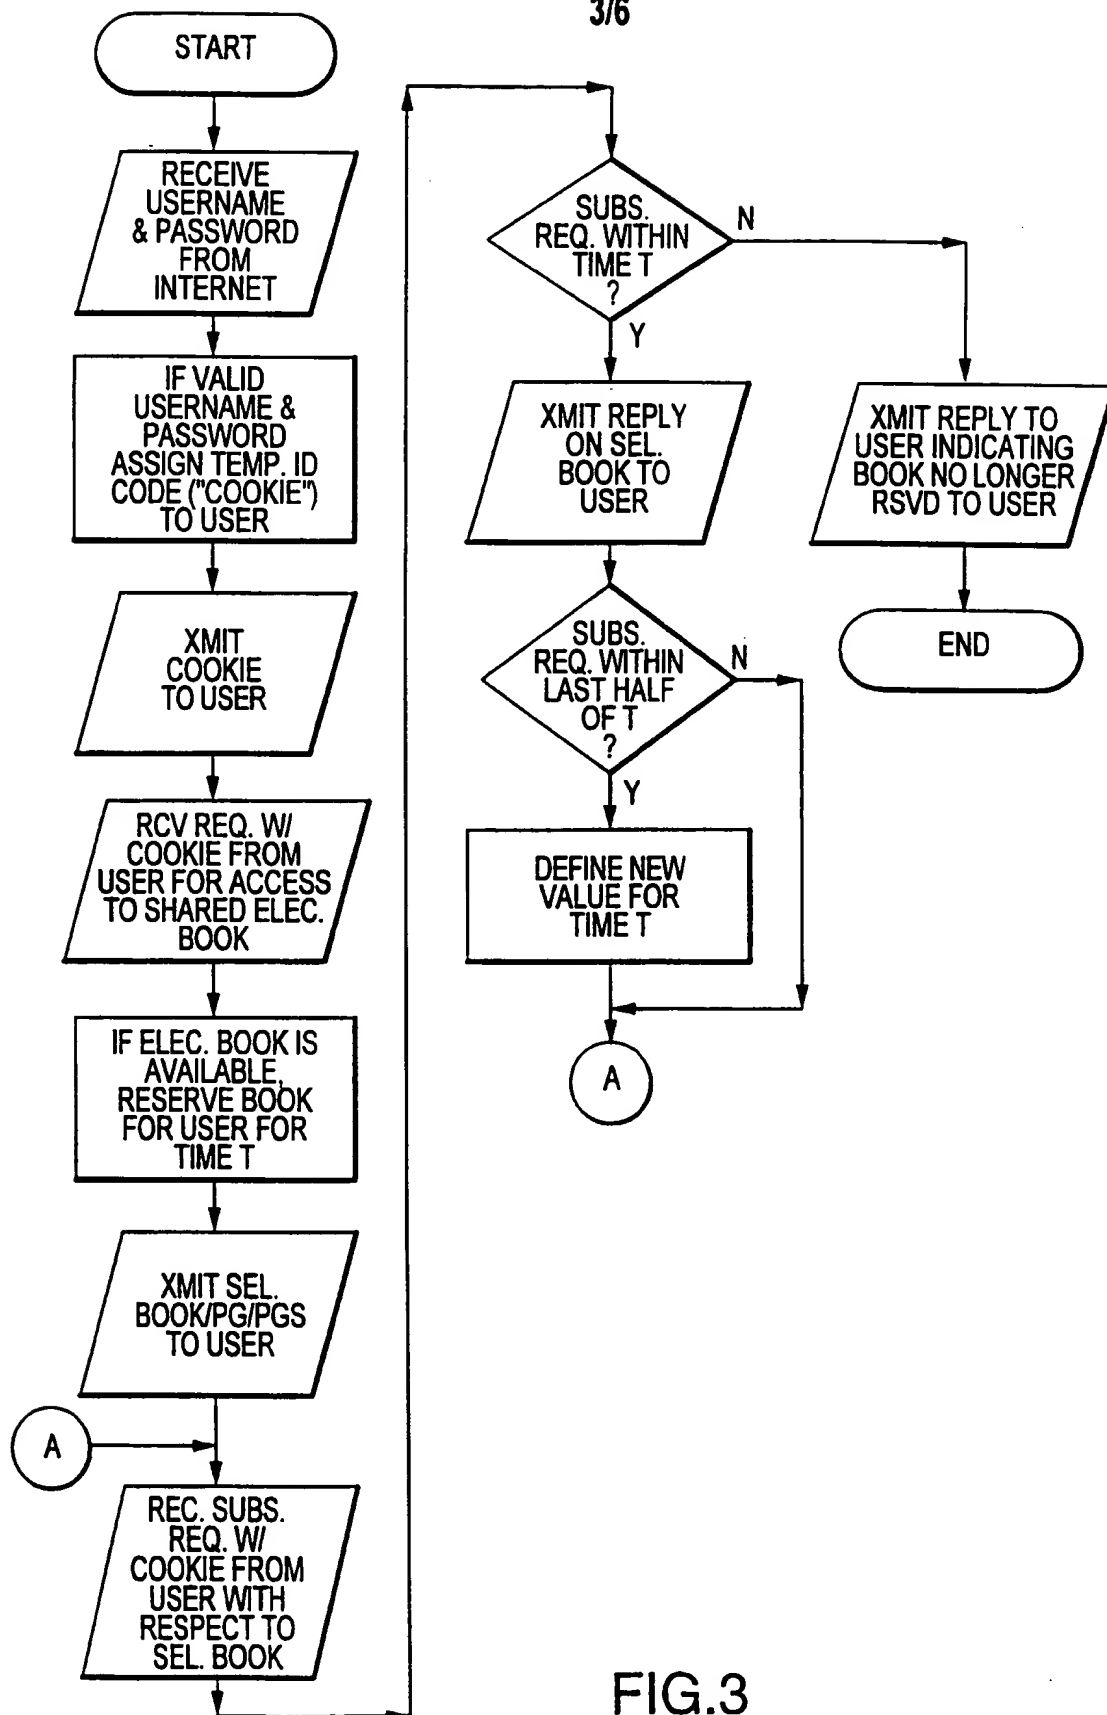 3/6
START
RECEIVE
USERNAME
& PASSWORD
FROM
INTERNET
IF VALID
USERNAME &
PASSWORD
ASSIGN TEMP. ID
CODE ("COOKIE")
TO USER
XMIT
COOKIE
TO USER
RCV REQ. W/
COOKIE FROM
USER FOR ACCESS
TO SHARED ELEC.
BOOK
IF ELEC. BOOK IS
AVAILABLE,
RESERVE BOOK
FOR USER FOR
TIME T
XMIT SEL.
BOOK/PG/PGS
TO USER
A
REC. SUBS.
REQ. W/
COOKIE FROM
USER WITH
RESPECT TO
SEL. BOOK
SUBS.
REQ. WITHIN
TIME T
?
N
Y
XMIT REPLY
ON SEL.
BOOK TO
USER
XMIT REPLY TO
USER INDICATING
BOOK NO LONGER
RSVD TO USER
END
SUBS.
REQ. WITHIN
LAST HALF
OF T
?
N
Y
DEFINE NEW
VALUE FOR
TIME T
A
FIG.3